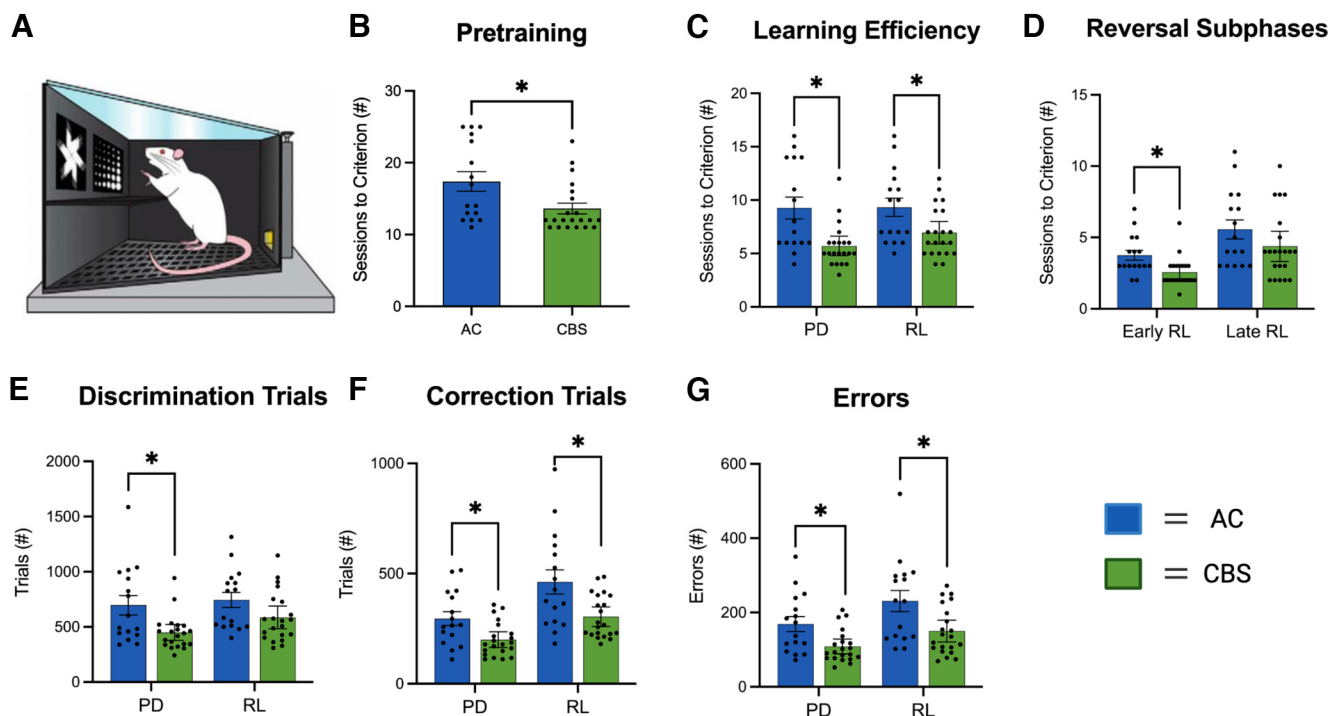 A
B Pretraining
Sessions to Criterion (#)
30
20
10
0
*
AC CBS
C Learning Efficiency
Sessions to Criterion (#)
20
15
10
5
0
* *
PD RL
D Reversal Subphases
Sessions to Criterion (#)
15
10
5
0
*
Early RL Late RL
E Discrimination Trials
Trials (#)
2000
1500
1000
500
0
*
PD RL
F Correction Trials
Trials (#)
1000
500
0
* *
PD RL
G Errors
Errors (#)
600
400
200
0
* *
PD RL
= AC
= CBS